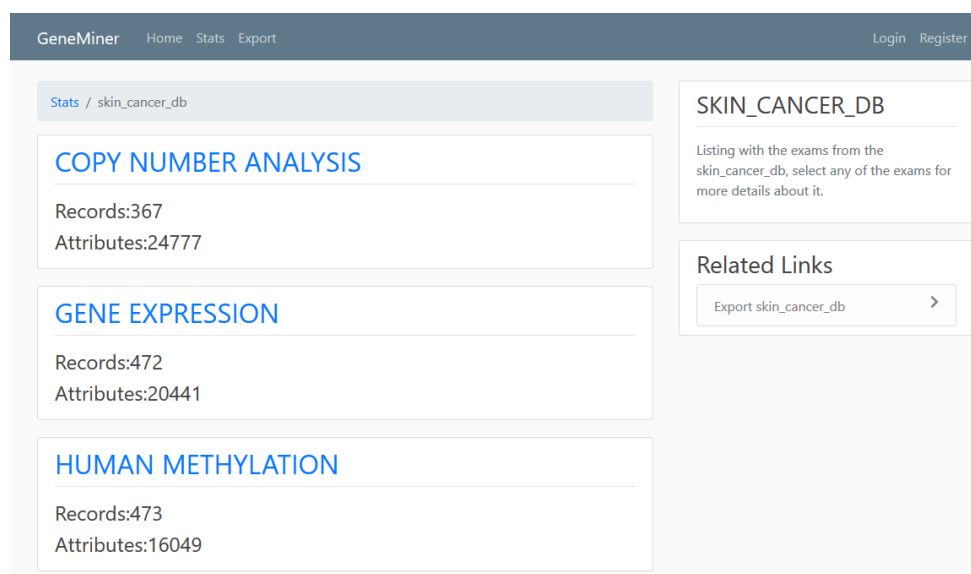 GeneMiner Home Stats Export Login Register
Stats / skin_cancer_db
COPY NUMBER ANALYSIS
Records:367
Attributes:24777
GENE EXPRESSION
Records:472
Attributes:20441
HUMAN METHYLATION
Records:473
Attributes:16049
SKIN_CANCER_DB
Listing with the exams from the
skin_cancer_db, select any of the exams for
more details about it.
Related Links
Export skin_cancer_db